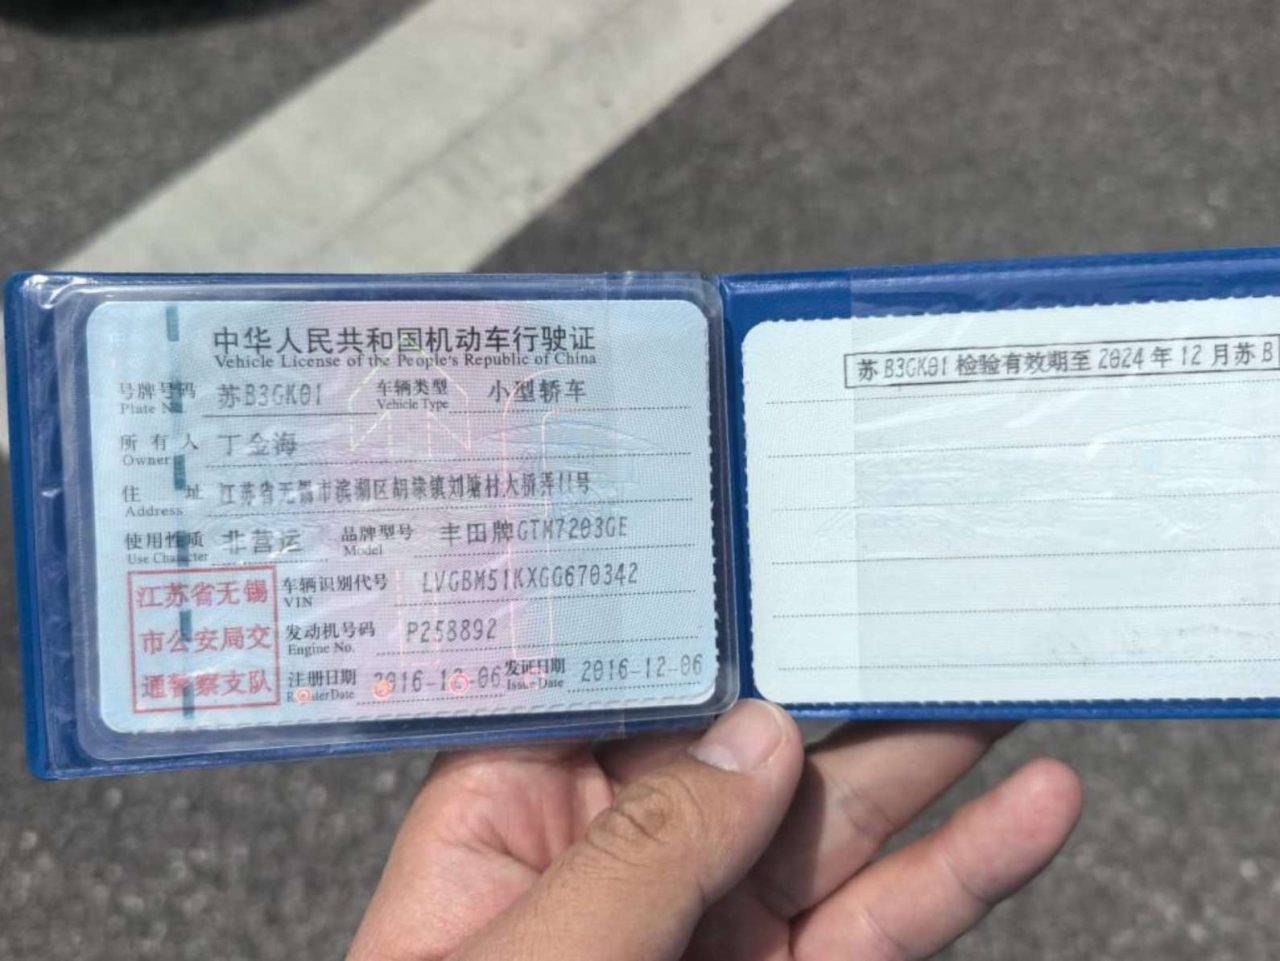 中华人民共和国机动车行驶证
Vehicle License of the People's Republic of China
号牌号码 苏B3GK01 车辆类型 小型轿车
Plate No. Vehicle Type
所有人 丁金海
Owner
住址 江苏省无锡市滨湖区胡埭镇刘塘村大桥弄11号
Address
使用性质 非营运 品牌型号 丰田牌GTM7203GE
Use Character Model
车辆识别代号 LVGBM51KXGG670342
VIN
发动机号码 P258892
Engine No.
注册日期 2016-12-06 发证日期 2016-12-06
Register Date Issue Date
江苏省无锡
市公安局交
通警察支队
苏B3GK01 检验有效期至 2024 年 12 月苏B